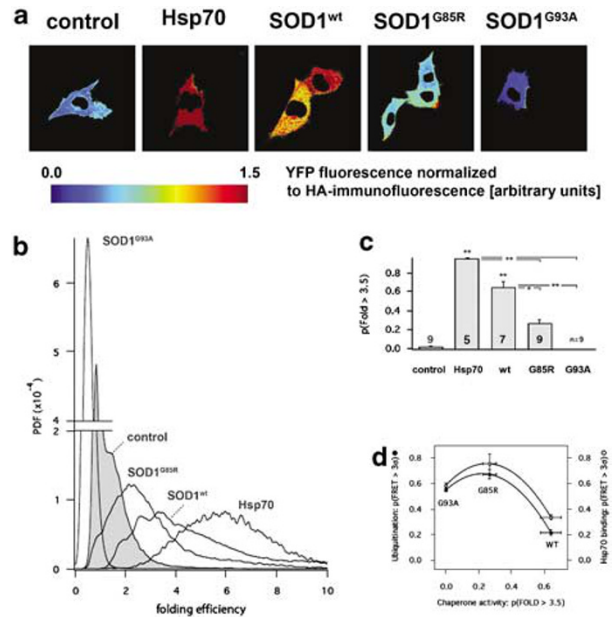 a
control Hsp70 SOD1wt SOD1G85R SOD1G93A
0.0 1.5
YFP fluorescence normalized
to HA-immunofluorescence [arbitrary units]
b
SOD1G93A
6
5
4
2
1
0
PDF (x10-4)
control
SOD1G85R
SOD1wt
Hsp70
0 2 4 6 8 10
folding efficiency
c
p(Fold > 3.5)
0.8
0.6
0.4
0.2
0.0
** ** ** * **
9 5 7 9 n=9
control Hsp70 wt G85R G93A
d
Ubiquitination: p(FRET > 3σ)●
0.8
0.6
0.4
0.2
0.0
G93A
G85R
WT
0.8
0.6
0.4
0.2
0.0
Hsp70 binding: p(FRET > 3σ)○
0.0 0.2 0.4 0.6
Chaperone activity: p(FOLD > 3.5)